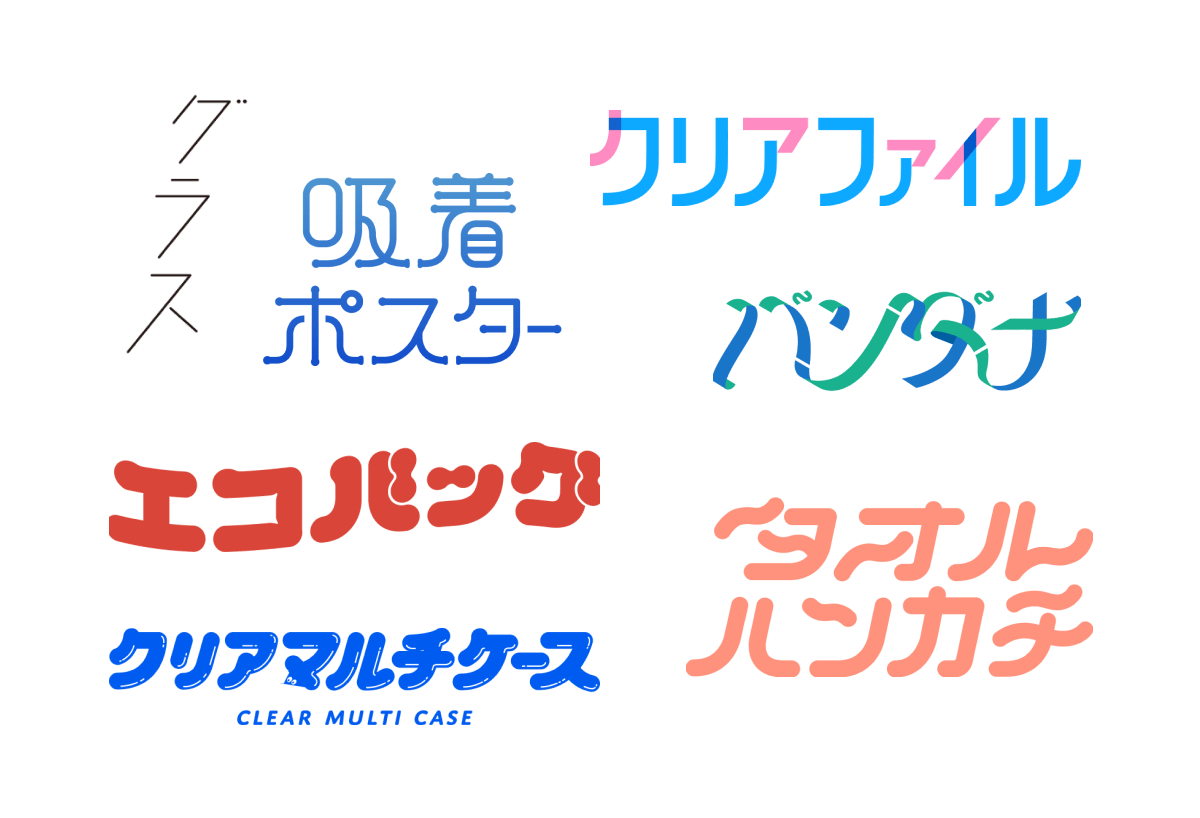 グラス
吸着
ポスター
クリアファイル
バンダナ
エコバッグ
タオル
ハンカチ
クリアマルチケース
CLEAR MULTI CASE